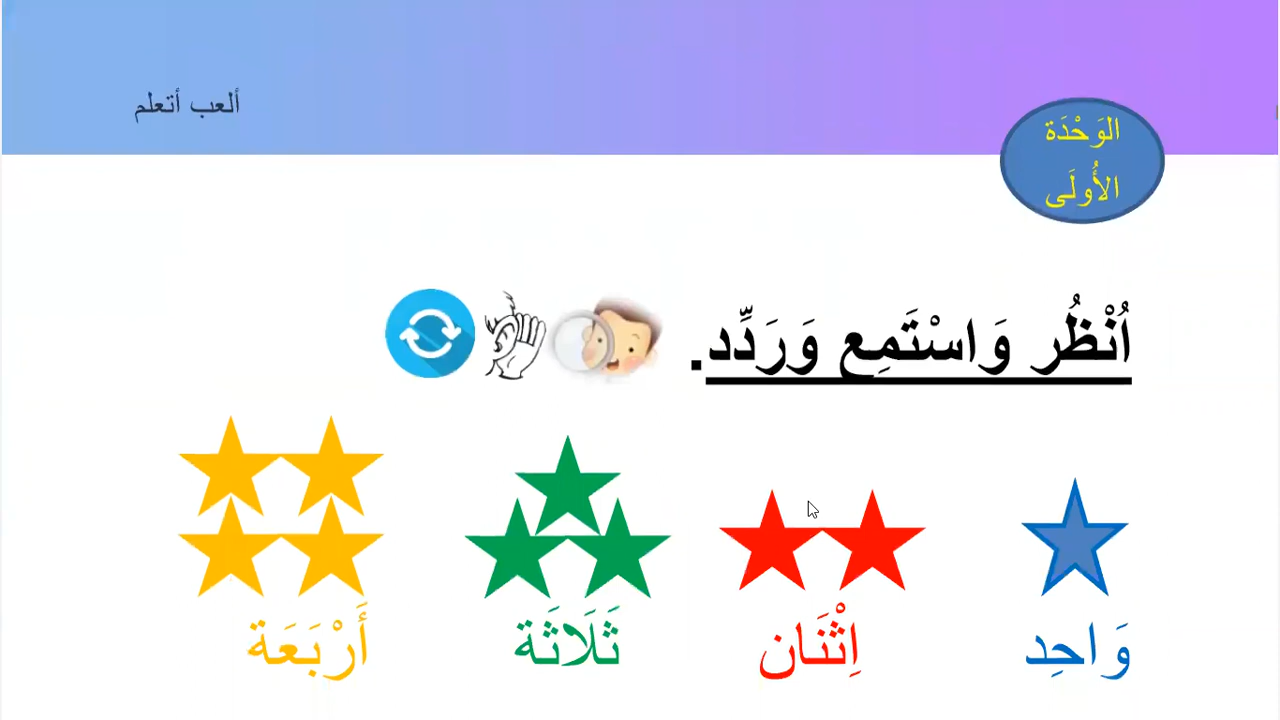 ألعب أتعلم
الوَحْدَة
الأُولَى
اُنْظُر وَاسْتَمِع وَرَدِّد.
وَاحِد
اِثْنَان
ثَلَاثَة
أَرْبَعَة